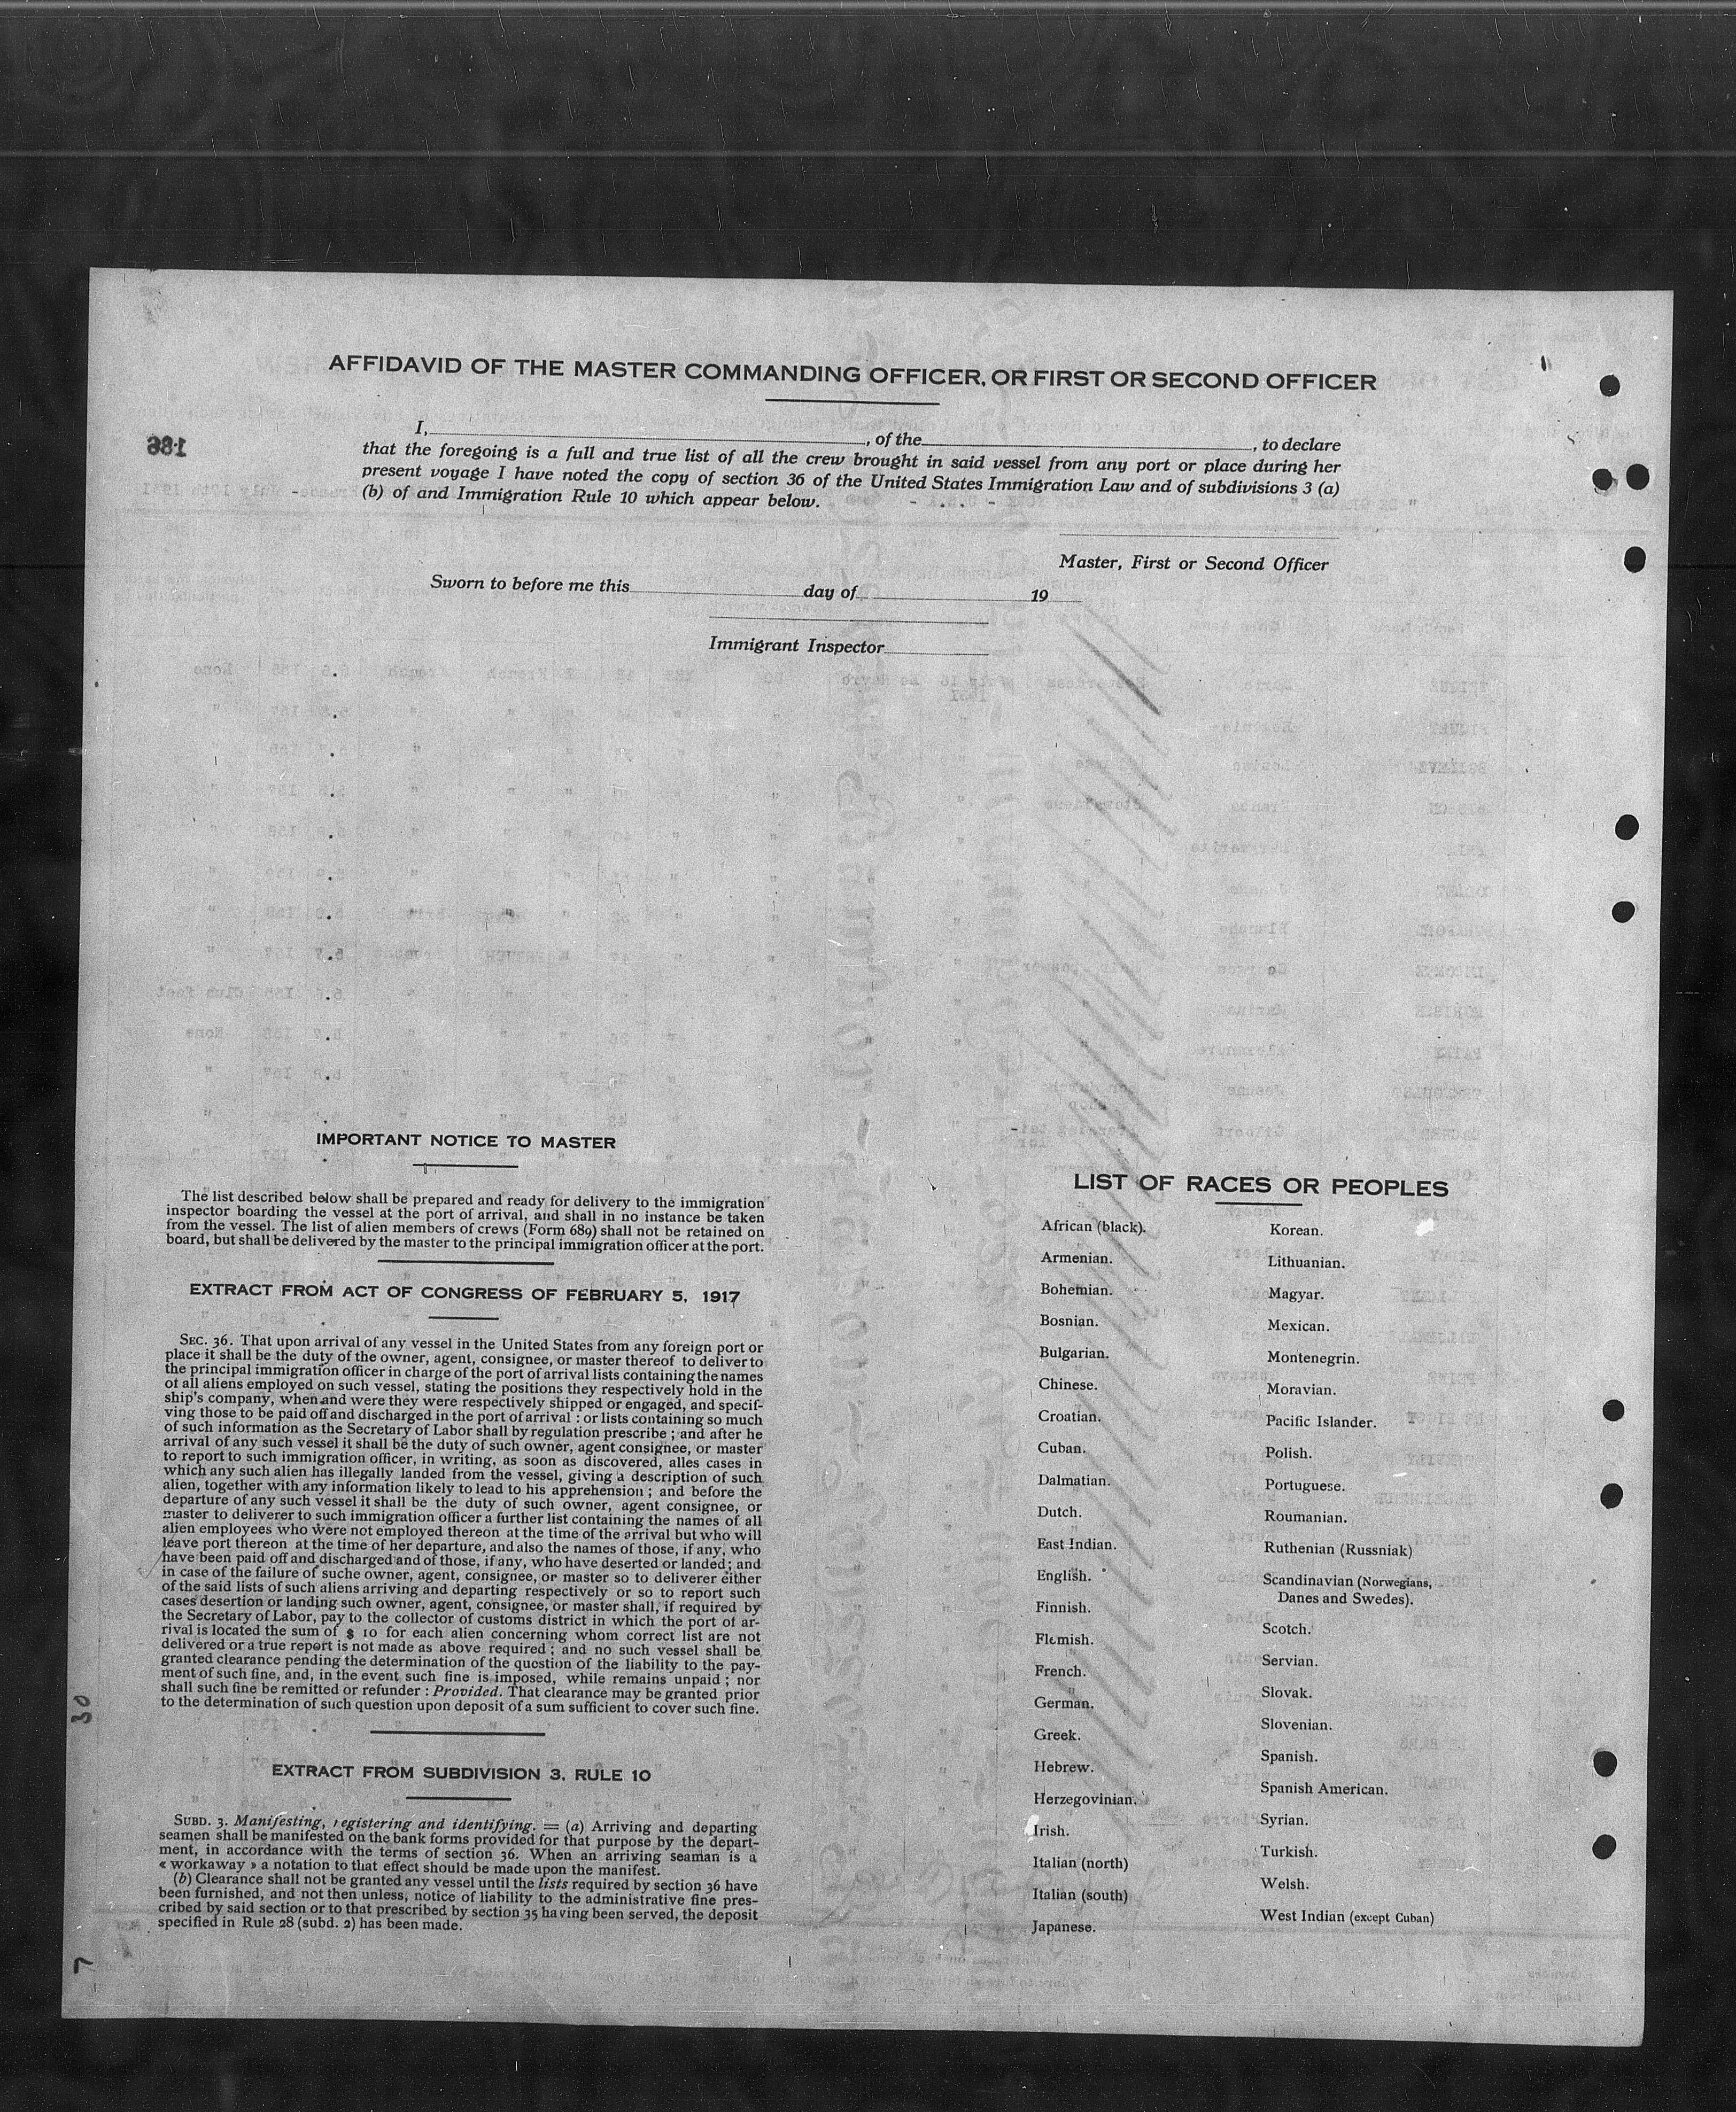 AFFIDAVID OF THE MASTER COMMANDING OFFICER, OR FIRST OR SECOND OFFICER
186
I, , of the , to declare
that the foregoing is a full and true list of all the crew brought in said vessel from any port or place during her
present voyage I have noted the copy of section 36 of the United States Immigration Law and of subdivisions 3 (a)
(b) of and Immigration Rule 10 which appear below.
Master, First or Second Officer
Sworn to before me this day of 19
Immigrant Inspector
IMPORTANT NOTICE TO MASTER
The list described below shall be prepared and ready for delivery to the immigration
inspector boarding the vessel at the port of arrival, and shall in no instance be taken
from the vessel. The list of alien members of crews (Form 689) shall not be retained on
board, but shall be delivered by the master to the principal immigration officer at the port.
EXTRACT FROM ACT OF CONGRESS OF FEBRUARY 5, 1917
SEC. 36. That upon arrival of any vessel in the United States from any foreign port or
place it shall be the duty of the owner, agent, consignee, or master thereof to deliver to
the principal immigration officer in charge of the port of arrival lists containing the names
of all aliens employed on such vessel, stating the positions they respectively hold in the
ship's company, when and were they were respectively shipped or engaged, and specif-
ving those to be paid off and discharged in the port of arrival : or lists containing so much
of such information as the Secretary of Labor shall by regulation prescribe ; and after he
arrival of any such vessel it shall be the duty of such owner, agent consignee, or master
to report to such immigration officer, in writing, as soon as discovered, alles cases in
which any such alien has illegally landed from the vessel, giving a description of such
alien, together with any information likely to lead to his apprehension ; and before the
departure of any such vessel it shall be the duty of such owner, agent consignee, or
master to deliverer to such immigration officer a further list containing the names of all
alien employees who were not employed thereon at the time of the arrival but who will
leave port thereon at the time of her departure, and also the names of those, if any, who
have been paid off and discharged and of those, if any, who have deserted or landed ; and
in case of the failure of suche owner, agent, consignee, or master so to deliverer either
of the said lists of such aliens arriving and departing respectively or so to report such
cases desertion or landing such owner, agent, consignee, or master shall, if required by
the Secretary of Labor, pay to the collector of customs district in which the port of ar-
rival is located the sum of $ 10 for each alien concerning whom correct list are not
delivered or a true report is not made as above required ; and no such vessel shall be
granted clearance pending the determination of the question of the liability to the pay-
ment of such fine, and, in the event such fine is imposed, while remains unpaid ; nor
shall such fine be remitted or refunder : Provided. That clearance may be granted prior
to the determination of such question upon deposit of a sum sufficient to cover such fine.
30
EXTRACT FROM SUBDIVISION 3, RULE 10
SUBD. 3. Manifesting, registering and identifying. = (a) Arriving and departing
seamen shall be manifested on the bank forms provided for that purpose by the depart-
ment, in accordance with the terms of section 36. When an arriving seaman is a
« workaway » a notation to that effect should be made upon the manifest.
(b) Clearance shall not be granted any vessel until the lists required by section 36 have
been furnished, and not then unless, notice of liability to the administrative fine pres-
cribed by said section or to that prescribed by section 35 having been served, the deposit
specified in Rule 28 (subd. 2) has been made.
7
LIST OF RACES OR PEOPLES
African (black).
Armenian.
Bohemian.
Bosnian.
Bulgarian.
Chinese.
Croatian.
Cuban.
Dalmatian.
Dutch.
East Indian.
English.
Finnish.
Flemish.
French.
German.
Greek.
Hebrew.
Herzegovinian.
Irish.
Italian (north)
Italian (south)
Japanese.
Korean.
Lithuanian.
Magyar.
Mexican.
Montenegrin.
Moravian.
Pacific Islander.
Polish.
Portuguese.
Roumanian.
Ruthenian (Russniak)
Scandinavian (Norwegians,
Danes and Swedes).
Scotch.
Servian.
Slovak.
Slovenian.
Spanish.
Spanish American.
Syrian.
Turkish.
Welsh.
West Indian (except Cuban)